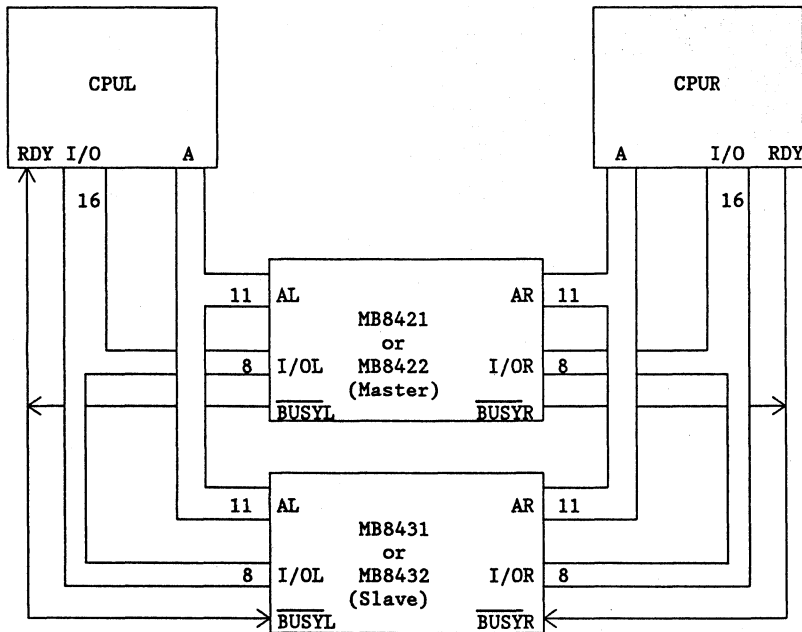 CPUL
CPUR
RDY I/O A
A I/O RDY
16
16
11 AL
AR 11
MB8421
or
MB8422
(Master)
8 I/OL
I/OR 8
BUSYL
BUSYR
11 AL
AR 11
MB8431
or
MB8432
(Slave)
8 I/OL
I/OR 8
BUSYL
BUSYR